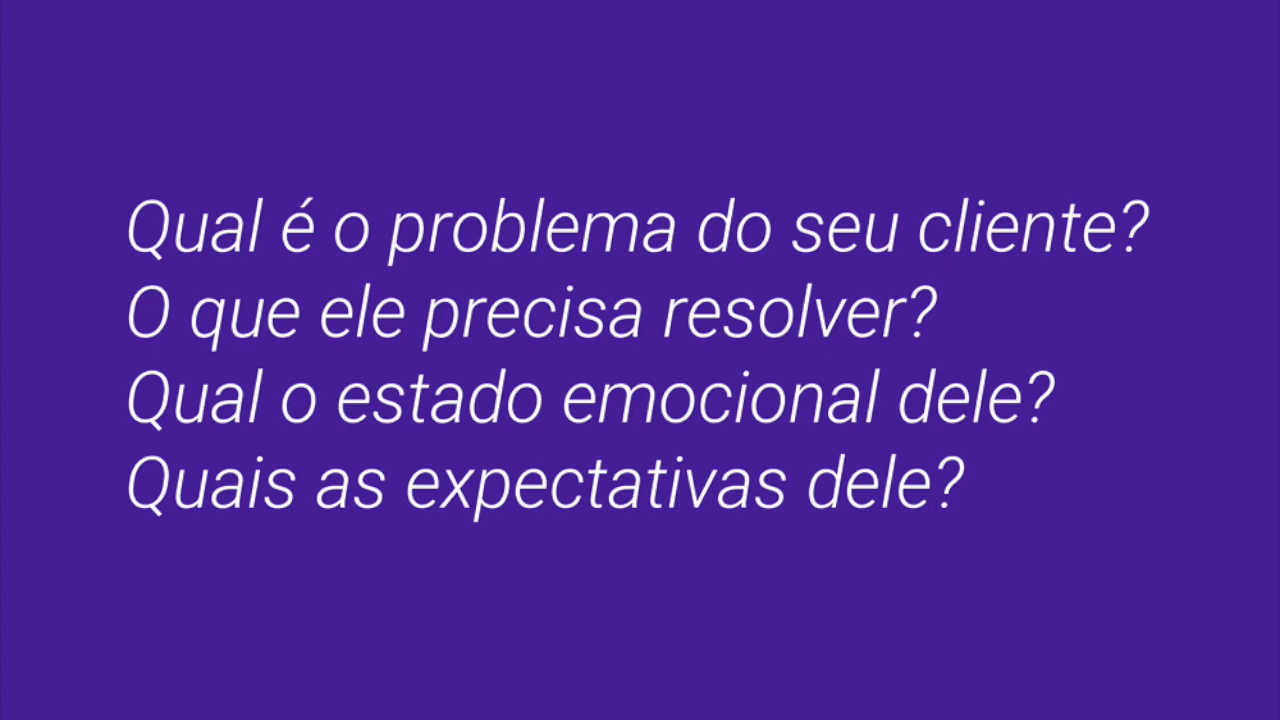 Qual é o problema do seu cliente?
O que ele precisa resolver?
Qual o estado emocional dele?
Quais as expectativas dele?